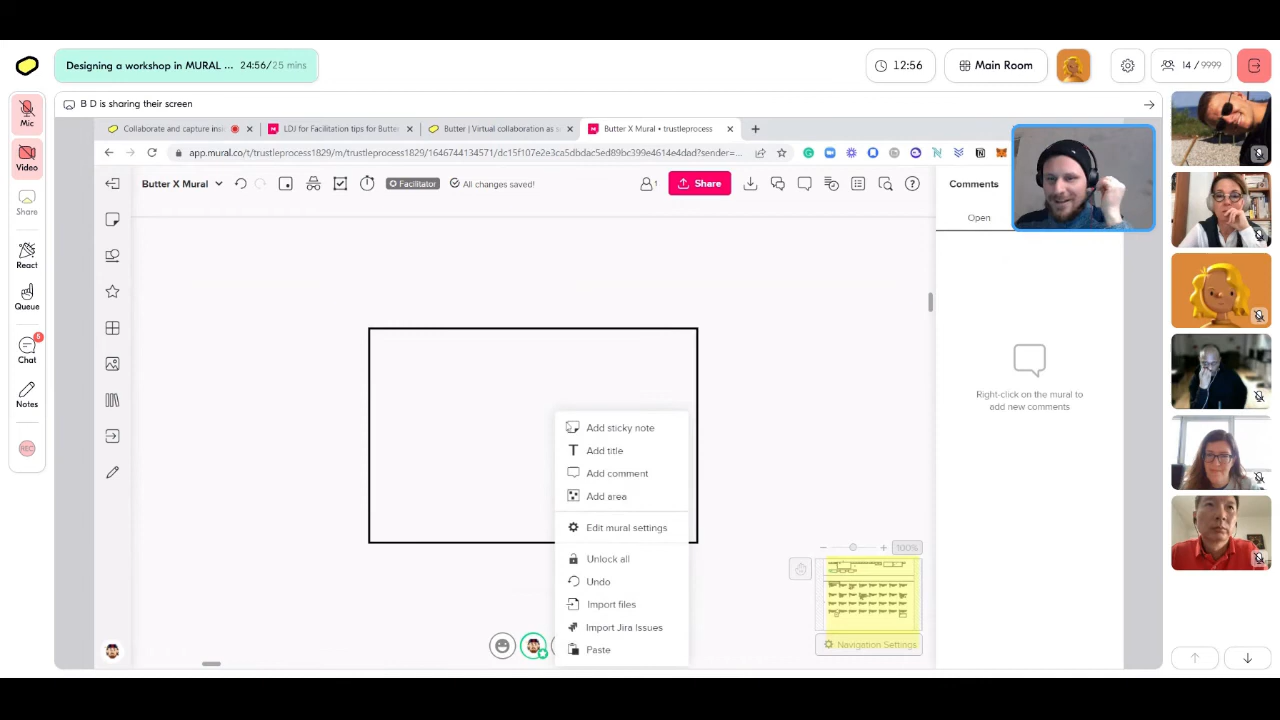 Designing a workshop in MURAL ... 24:56/25 mins
12:56
Main Room
14 / 9999
Mic
Video
Share
React
Queue
Chat
6
Notes
REC
B D is sharing their screen
Collaborate and capture insi
LDJ for Facilitation tips for Butter
Butter | Virtual collaboration as s
Butter X Mural • trustleprocess
app.mural.co/t/trustleprocess1829/m/trustleprocess1829/1646744134571/dc15f107e2e3ca5dbdac5ed89bc399e4614e4dad?sender=...
Butter X Mural
Facilitator
All changes saved!
1
Share
Comments
Open
Right-click on the mural to
add new comments
Add sticky note
Add title
Add comment
Add area
Edit mural settings
Unlock all
Undo
Import files
Import Jira Issues
Paste
100%
Navigation Settings